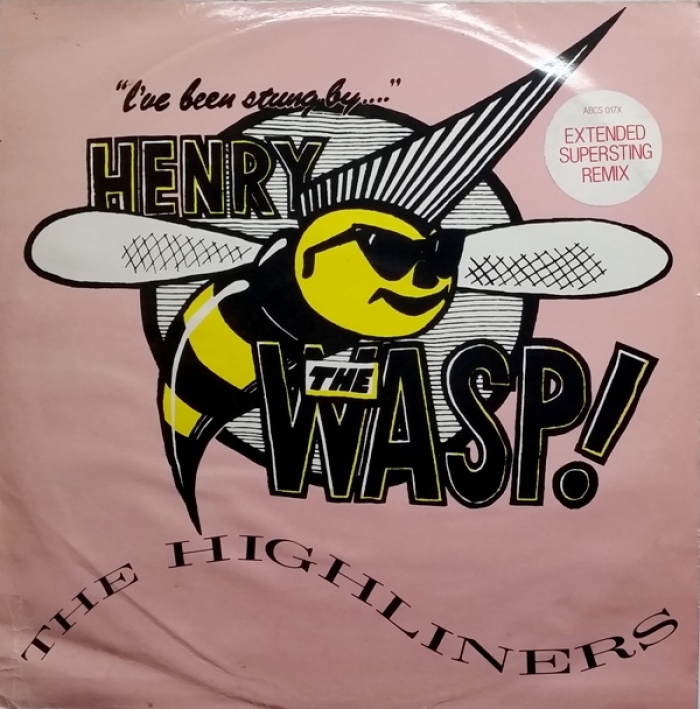 "I've been stung by...."
HENRY
THE
WASP!
ABCS 017X
EXTENDED
SUPERSTING
REMIX
THE HIGHLINERS